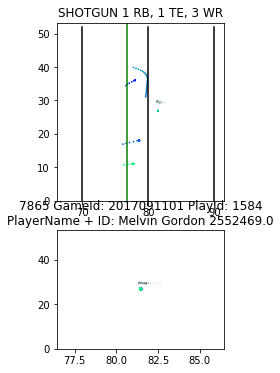 SHOTGUN 1 RB, 1 TE, 3 WR
50
40
30
20
10
0
70 80 90
7865 GameId: 2017091101 PlayId: 1584
PlayerName + ID: Melvin Gordon 2552469.0
40
20
0
77.5 80.0 82.5 85.0